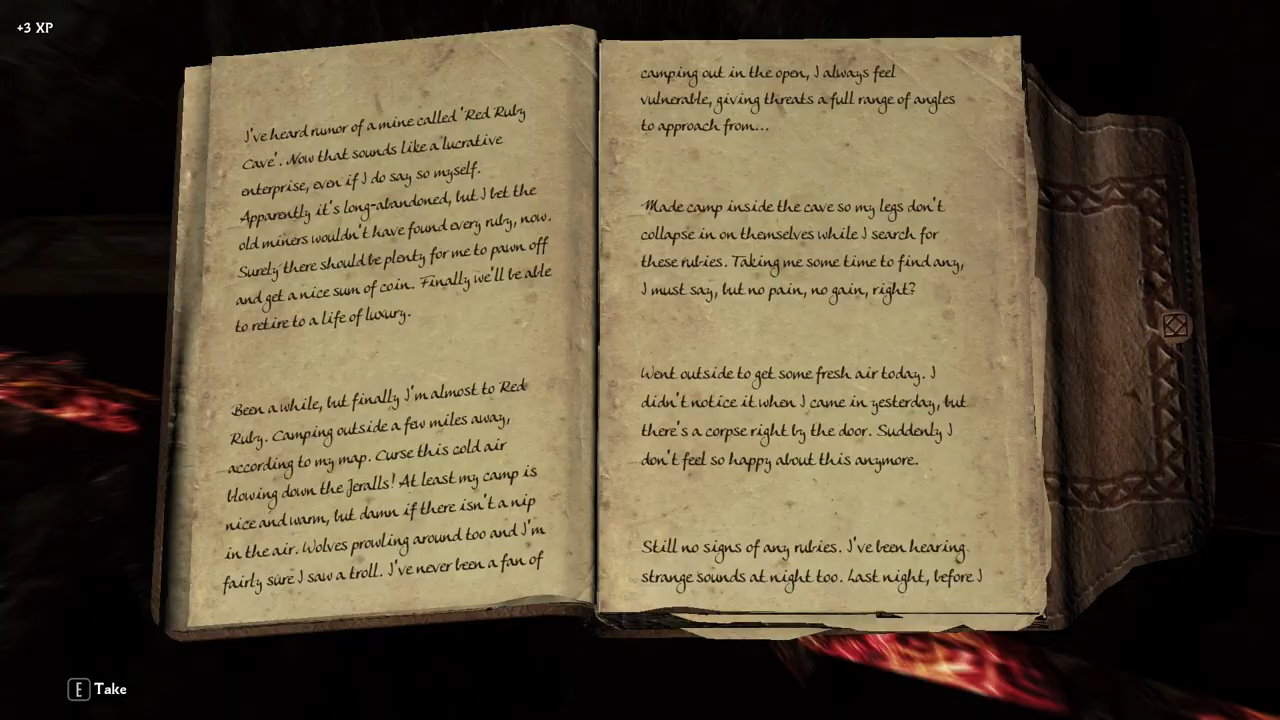 +3 XP
I've heard rumor of a mine called 'Red Ruby
Cave'. Now that sounds like a lucrative
enterprise, even if I do say so myself.
Apparently it's long-abandoned, but I bet the
old miners wouldn't have found every ruby, now.
Surely there should be plenty for me to pawn off
and get a nice sum of coin. Finally we'll be able
to retire to a life of luxury.
Been a while, but finally I'm almost to Red
Ruby. Camping outside a few miles away,
according to my map. Curse this cold air
blowing down the Jeralls! At least my camp is
nice and warm, but damn if there isn't a nip
in the air. Wolves prowling around too and I'm
fairly sure I saw a troll. I've never been a fan of
camping out in the open, I always feel
vulnerable, giving threats a full range of angles
to approach from...
Made camp inside the cave so my legs don't
collapse in on themselves while I search for
these rubies. Taking me some time to find any,
I must say, but no pain, no gain, right?
Went outside to get some fresh air today. I
didn't notice it when I came in yesterday, but
there's a corpse right by the door. Suddenly I
don't feel so happy about this anymore.
Still no signs of any rubies. I've been hearing
strange sounds at night too. Last night, before I
E Take